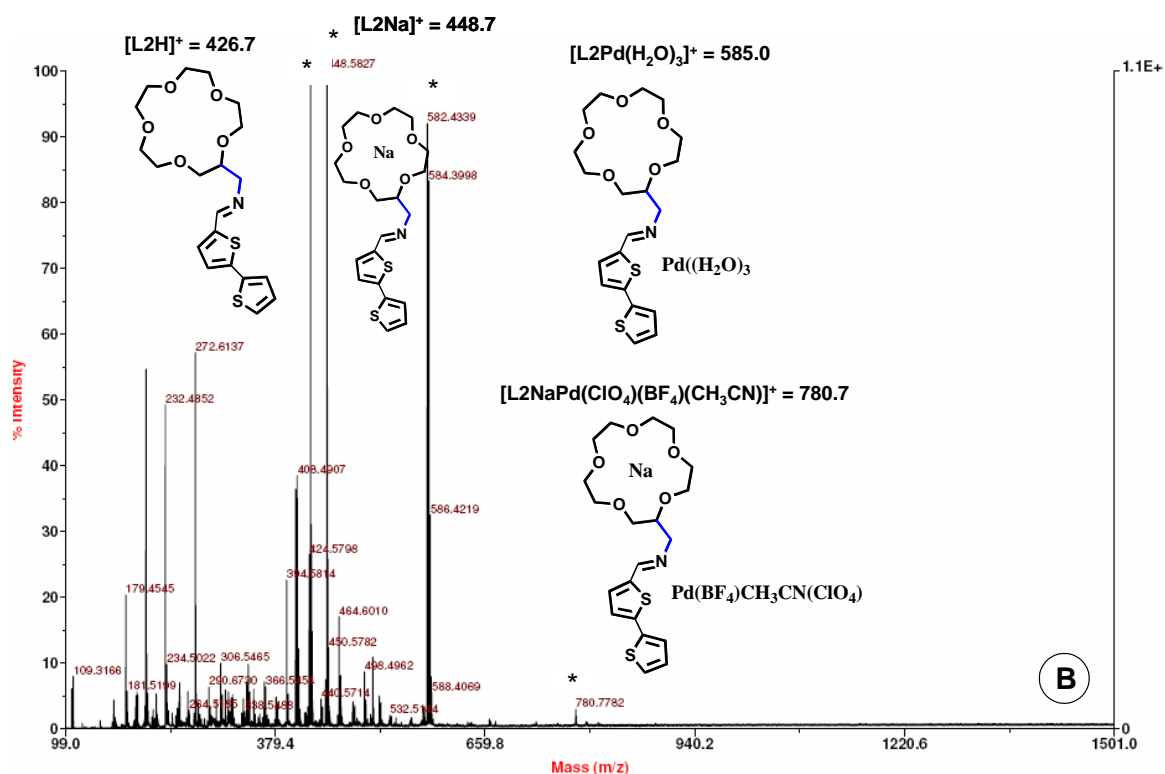 [L2Na]⁺ = 448.7
[L2H]⁺ = 426.7
*
[L2Pd(H₂O)₃]⁺ = 585.0
*
448.5827
*
100
1.1E+
582.4339
90
Na
584.3998
80
N
N
N
S
S
S
Pd((H₂O)₃
70
S
S
S
60
272.6137
[L2NaPd(ClO₄)(BF₄)(CH₃CN)]⁺ = 780.7
232.4852
50
% Intensity
Na
40
408.4907
586.4219
30
424.5798
N
394.5814
Pd(BF₄)CH₃CN(ClO₄)
S
179.4545
20
464.6010
450.5782
S
234.5022
306.5465
498.4962
10
109.3166
290.6730
366.5454
B
181.5199
440.5714
588.4069
*
532.5144
780.7782
0
0
99.0
379.4
659.8
940.2
1220.6
1501.0
Mass (m/z)
O O O O O O
O O O O O O
O O O O O O
O O O O O O